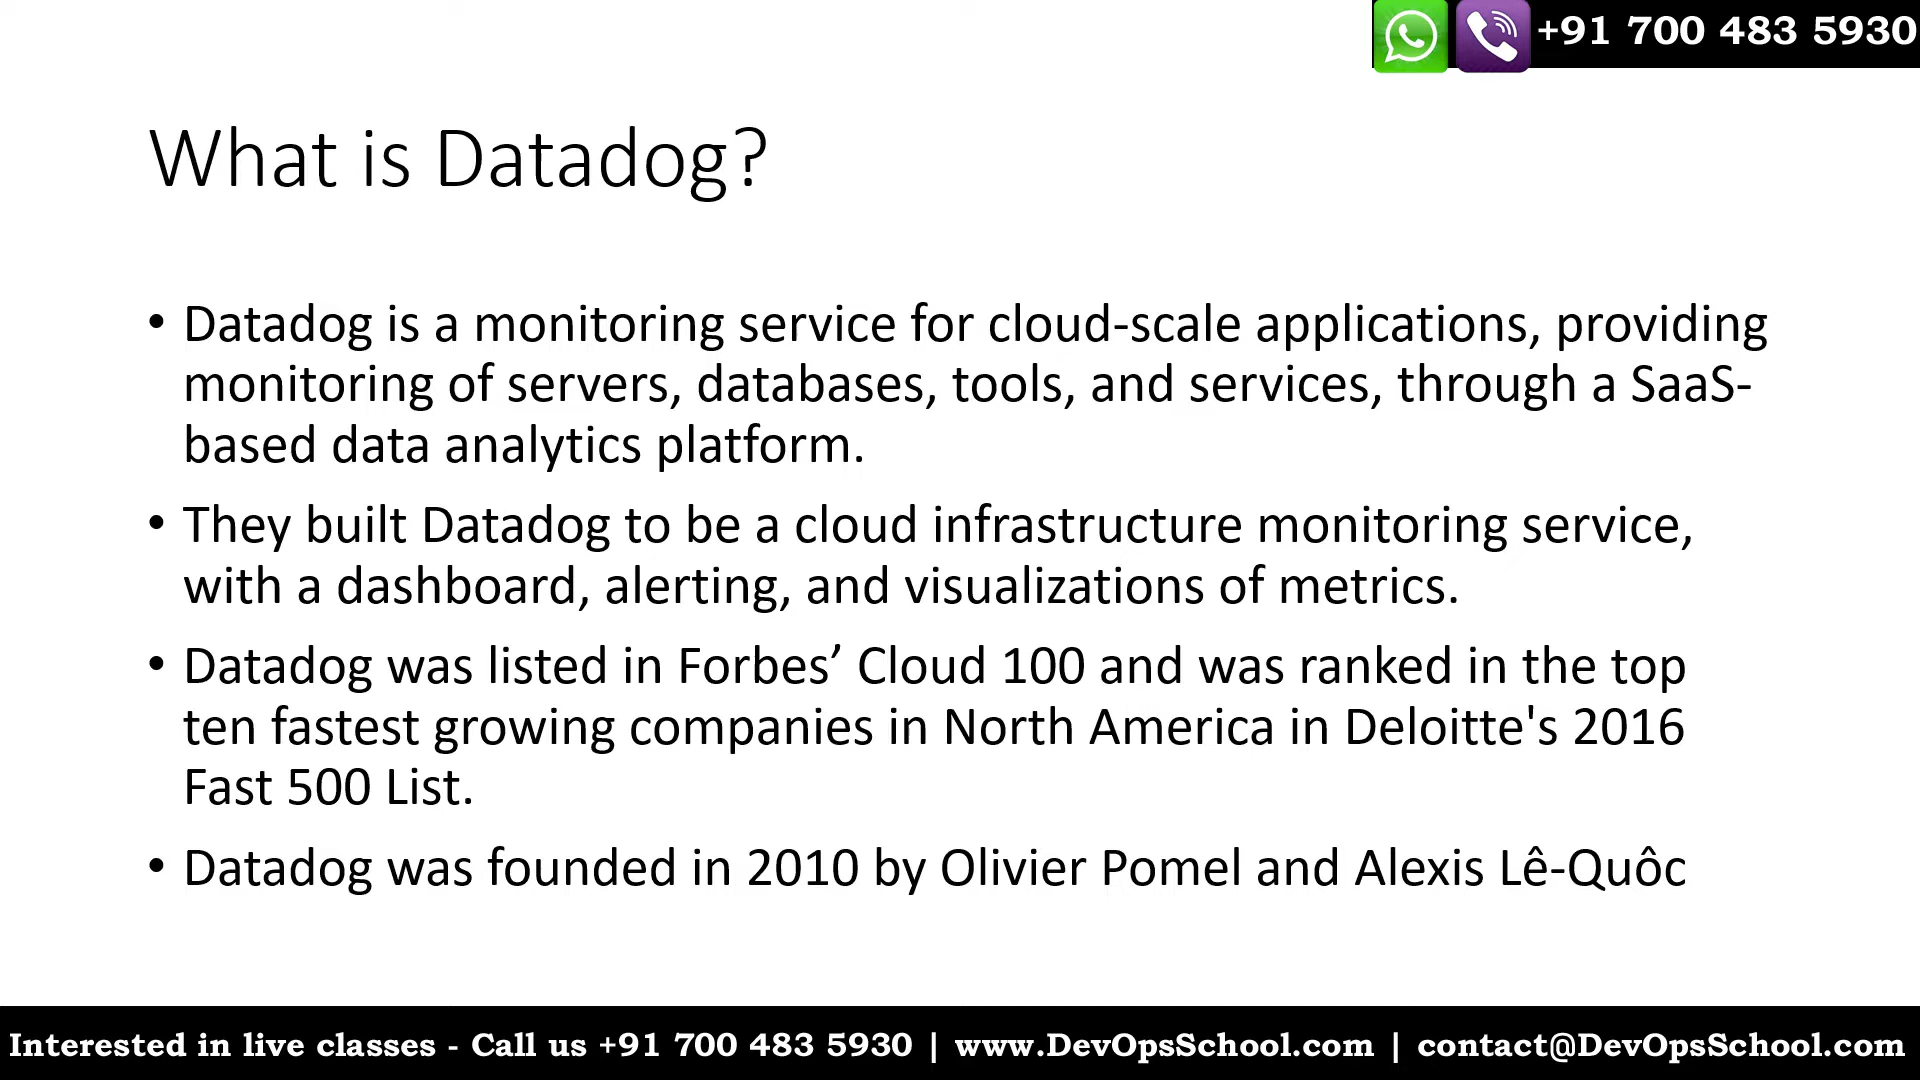 +91 700 483 5930
What is Datadog?
• Datadog is a monitoring service for cloud-scale applications, providing
monitoring of servers, databases, tools, and services, through a SaaS-
based data analytics platform.
• They built Datadog to be a cloud infrastructure monitoring service,
with a dashboard, alerting, and visualizations of metrics.
• Datadog was listed in Forbes’ Cloud 100 and was ranked in the top
ten fastest growing companies in North America in Deloitte's 2016
Fast 500 List.
• Datadog was founded in 2010 by Olivier Pomel and Alexis Lê-Quôc
Interested in live classes - Call us +91 700 483 5930 | www.DevOpsSchool.com | contact@DevOpsSchool.com